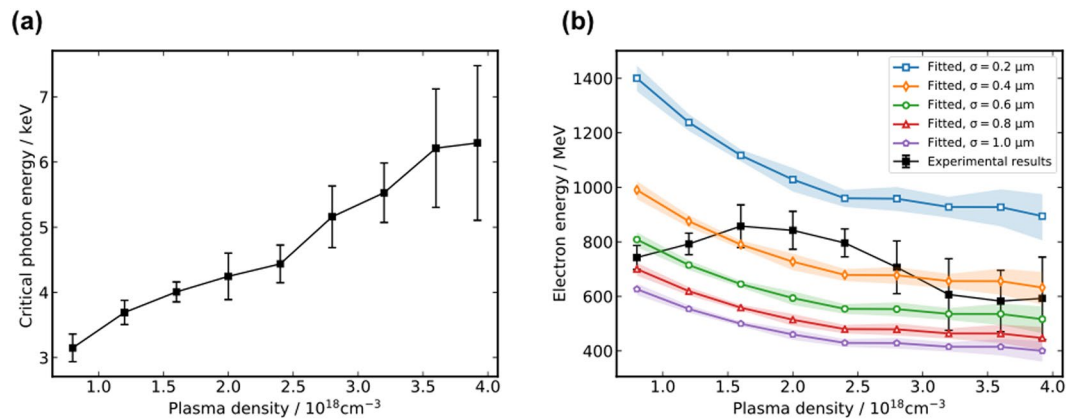 (a)
Critical photon energy / keV
7
6
5
4
3
1.0 1.5 2.0 2.5 3.0 3.5 4.0
Plasma density / 10¹⁸cm⁻³
(b)
Electron energy / MeV
1400
1200
1000
800
600
400
1.0 1.5 2.0 2.5 3.0 3.5 4.0
Plasma density / 10¹⁸cm⁻³
Fitted, σ = 0.2 μm
Fitted, σ = 0.4 μm
Fitted, σ = 0.6 μm
Fitted, σ = 0.8 μm
Fitted, σ = 1.0 μm
Experimental results